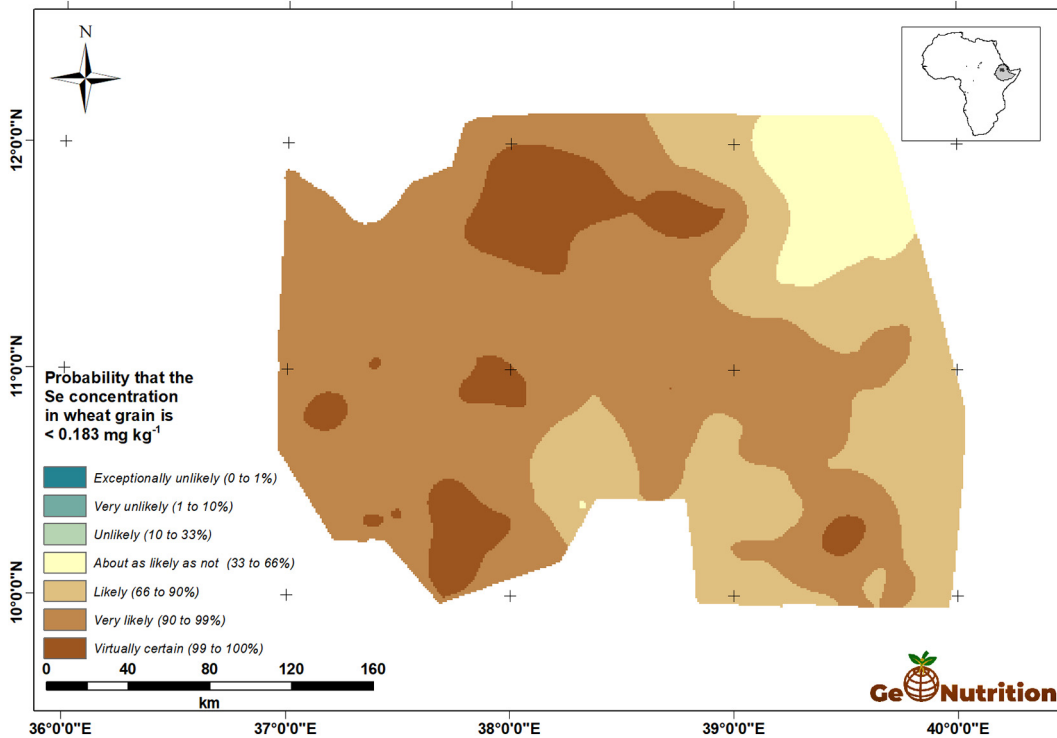 N
12°0'0"N
11°0'0"N
10°0'0"N
Probability that the
Se concentration
in wheat grain is
< 0.183 mg kg⁻¹
Exceptionally unlikely (0 to 1%)
Very unlikely (1 to 10%)
Unlikely (10 to 33%)
About as likely as not (33 to 66%)
Likely (66 to 90%)
Very likely (90 to 99%)
Virtually certain (99 to 100%)
0 40 80 120 160
km
GeoNutrition
36°0'0"E 37°0'0"E 38°0'0"E 39°0'0"E 40°0'0"E